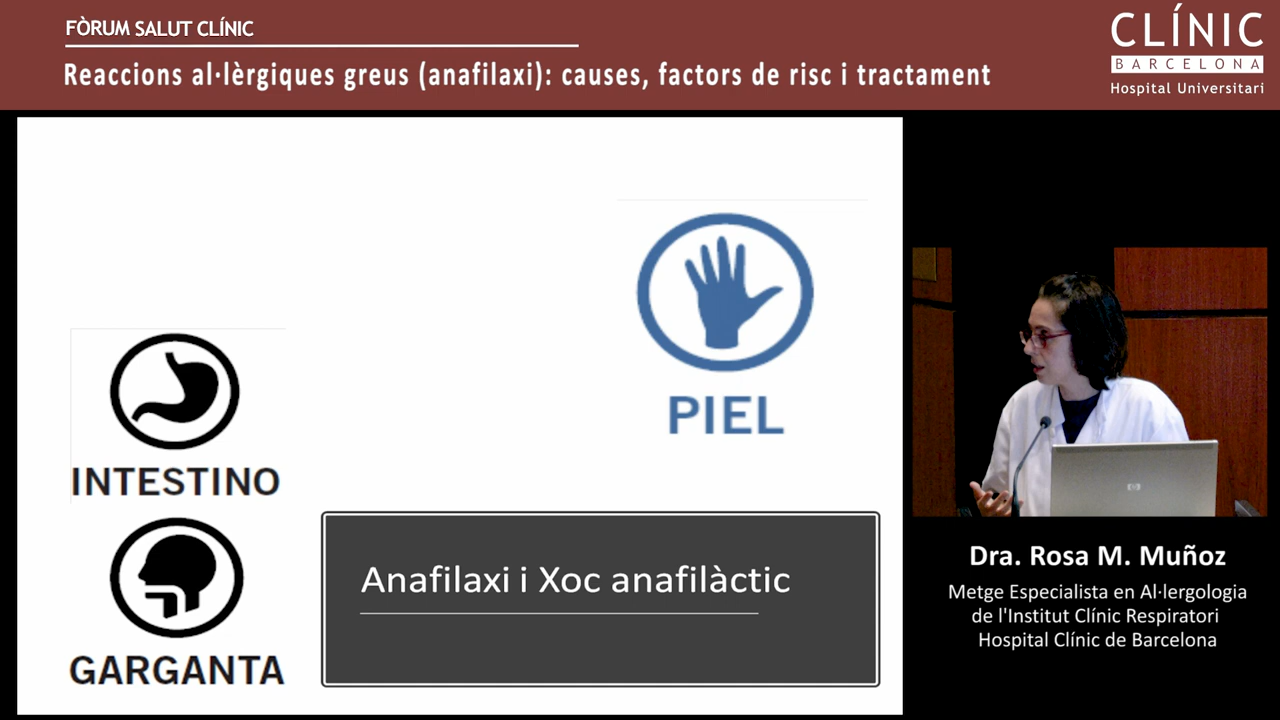 FÒRUM SALUT CLÍNIC
Reaccions al·lèrgiques greus (anafilaxi): causes, factors de risc i tractament
CLÍNIC
BARCELONA
Hospital Universitari
PIEL
INTESTINO
GARGANTA
Anafilaxi i Xoc anafilàctic
Dra. Rosa M. Muñoz
Metge Especialista en Al·lergologia
de l'Institut Clínic Respiratori
Hospital Clínic de Barcelona
hp